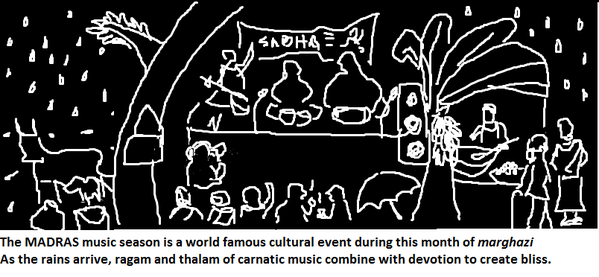 SABHA
The MADRAS music season is a world famous cultural event during this month of marghazi
As the rains arrive, ragam and thalam of carnatic music combine with devotion to create bliss.